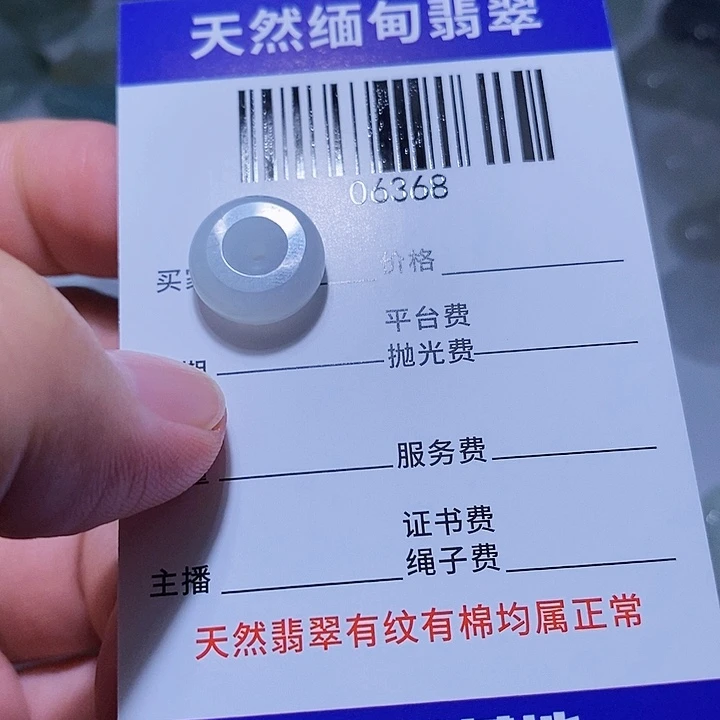 天然缅甸翡翠
06368
买家 价格
平台费
抛光费
服务费
证书费
主播 绳子费
天然翡翠有纹有棉均属正常